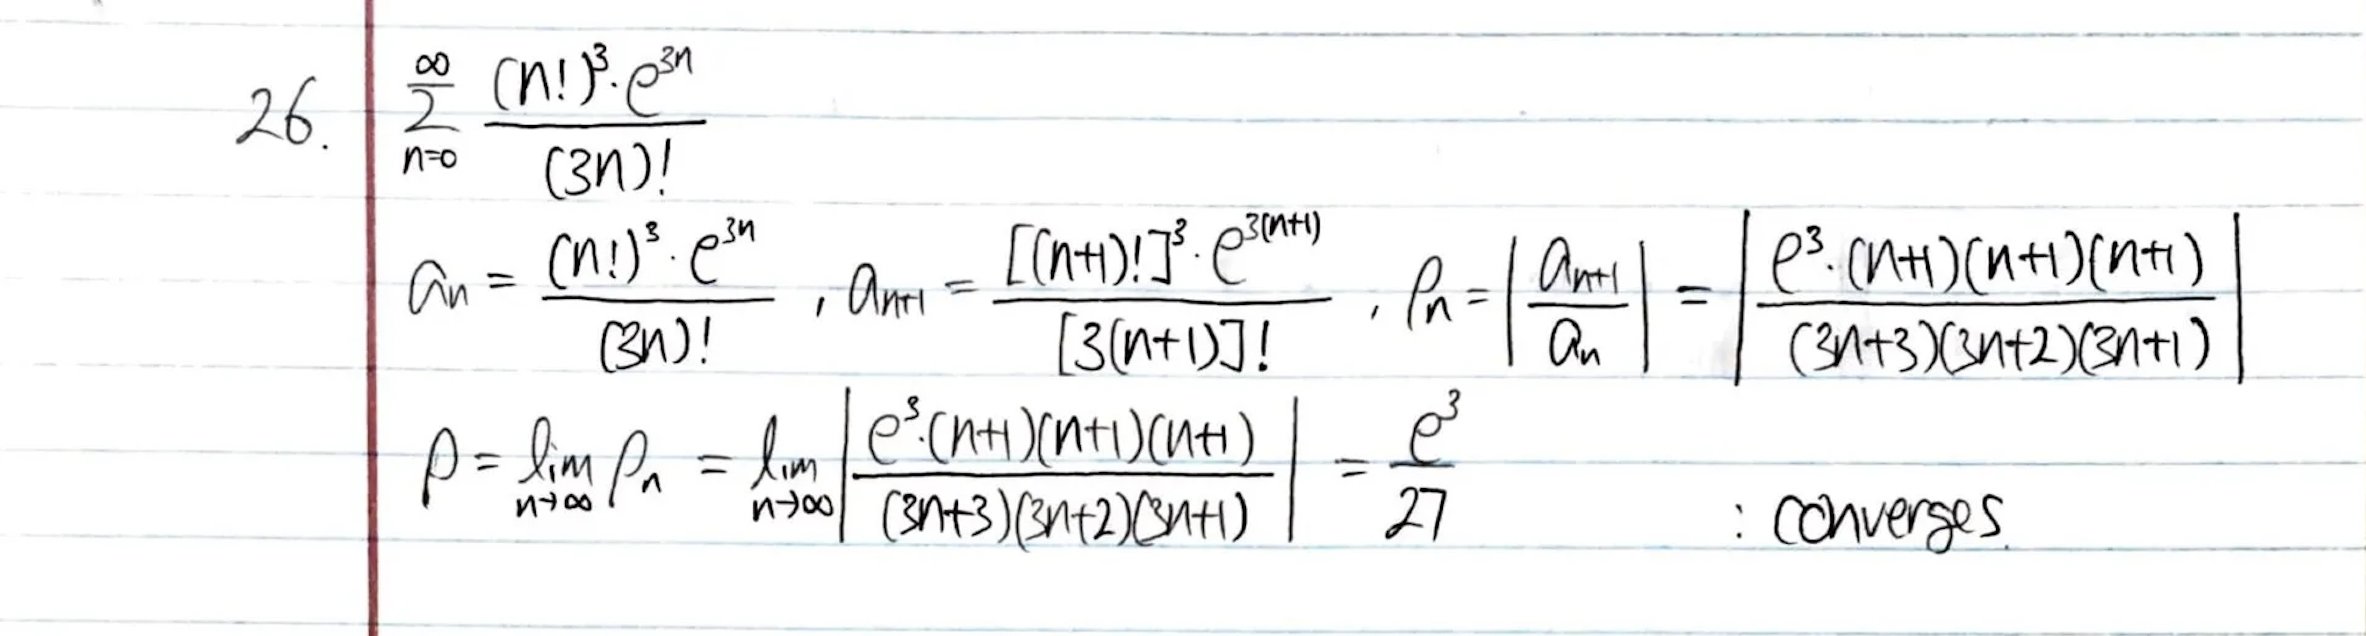 26. $\sum_{n=0}^{\infty} \frac{(n!)^3 \cdot e^{3n}}{(3n)!}$
$a_n = \frac{(n!)^3 \cdot e^{3n}}{(3n)!}$ , $a_{n+1} = \frac{[(n+1)!]^3 \cdot e^{3(n+1)}}{[3(n+1)]!}$ , $\rho_n = \left| \frac{a_{n+1}}{a_n} \right| = \left| \frac{e^3 \cdot (n+1)(n+1)(n+1)}{(3n+3)(3n+2)(3n+1)} \right|$
$\rho = \lim_{n \to \infty} \rho_n = \lim_{n \to \infty} \left| \frac{e^3 \cdot (n+1)(n+1)(n+1)}{(3n+3)(3n+2)(3n+1)} \right| = \frac{e^3}{27}$ : converges.